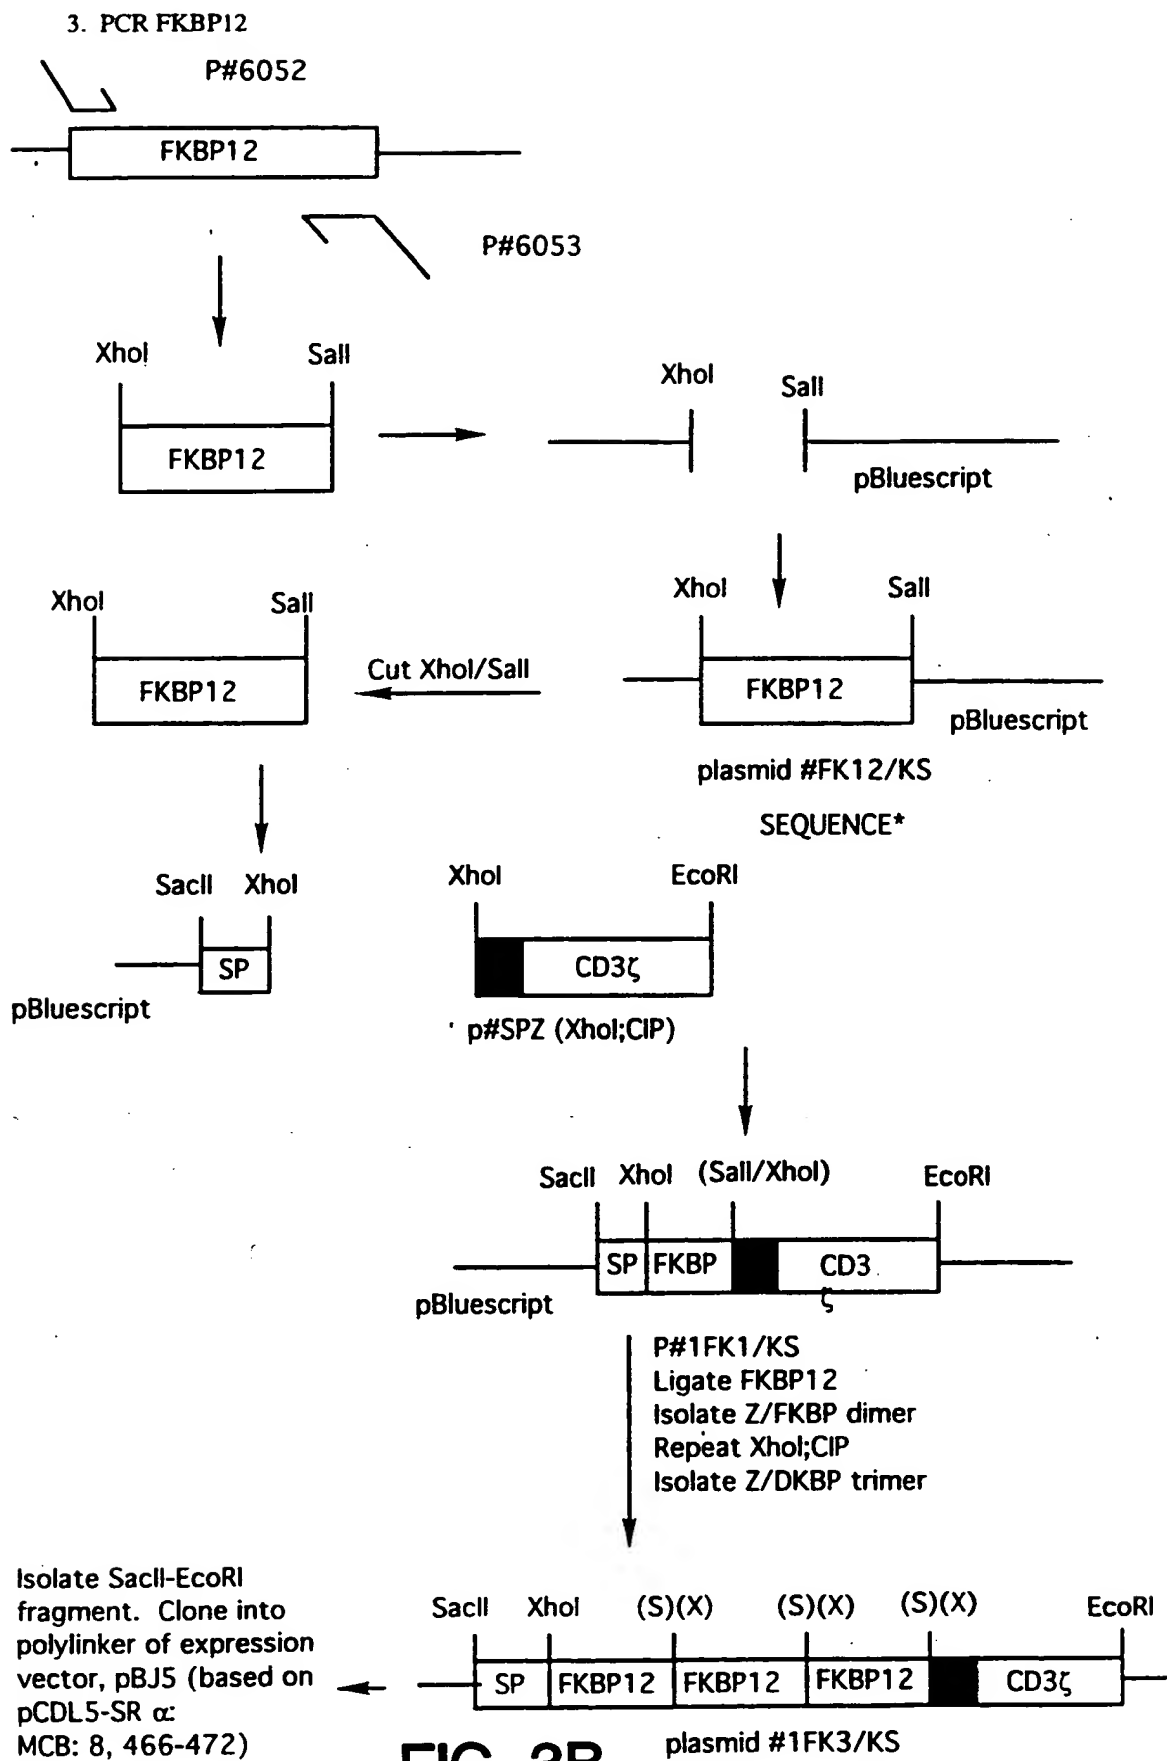 3. PCR FKBP12
P#6052
FKBP12
P#6053
XhoI SalI
FKBP12
XhoI SalI
pBluescript
XhoI SalI
FKBP12
Cut XhoI/SalI
XhoI SalI
FKBP12
pBluescript
plasmid #FK12/KS
SEQUENCE*
SacII XhoI
SP
pBluescript
XhoI EcoRI
CD3ζ
p#SPZ (XhoI;CIP)
SacII XhoI (SalI/XhoI) EcoRI
SP FKBP CD3
ζ
pBluescript
P#1FK1/KS
Ligate FKBP12
Isolate Z/FKBP dimer
Repeat XhoI;CIP
Isolate Z/DKBP trimer
Isolate SacII-EcoRI
fragment. Clone into
polylinker of expression
vector, pBJ5 (based on
pCDL5-SR α:
MCB: 8, 466-472)
SacII XhoI (S)(X) (S)(X) (S)(X) EcoRI
SP FKBP12 FKBP12 FKBP12 CD3ζ
plasmid #1FK3/KS